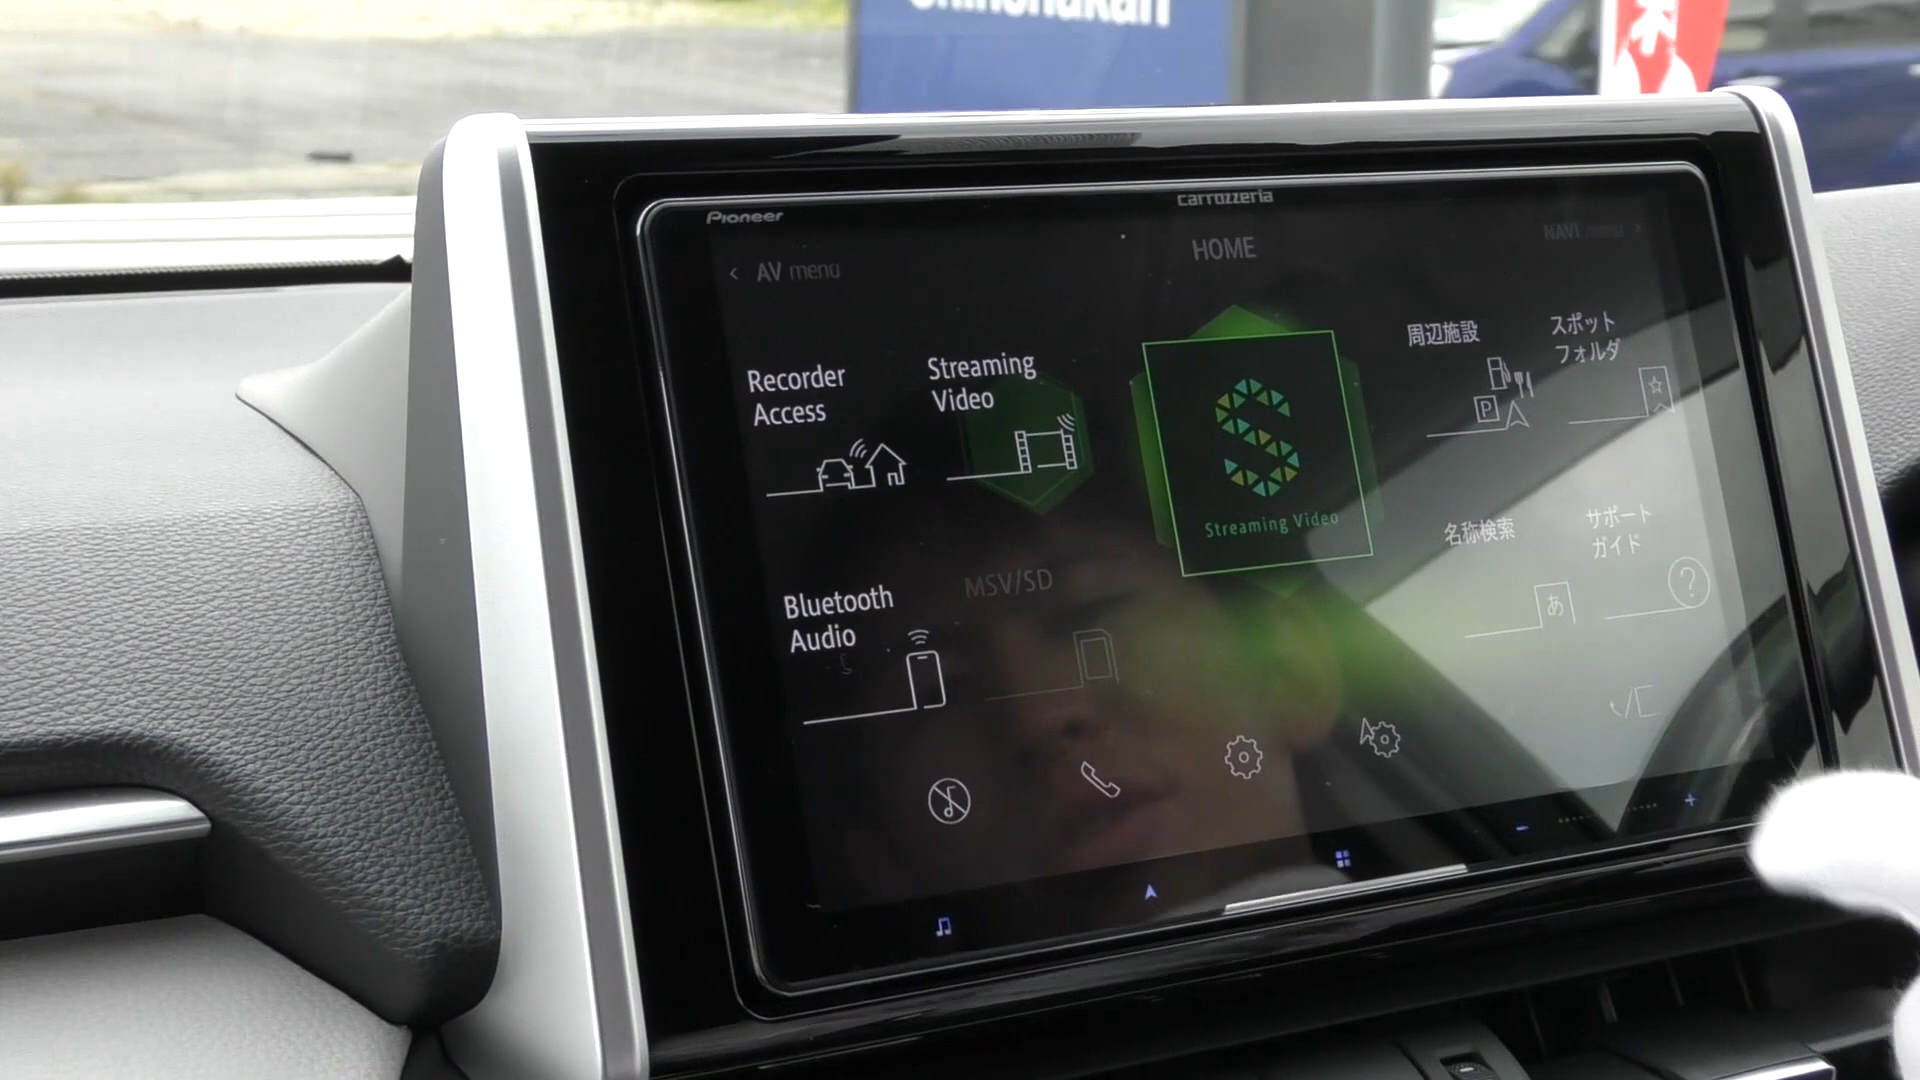 Pioneer
carrozzeria
< AV menu
HOME
NAVI menu >
Recorder
Access
Streaming
Video
Streaming Video
周辺施設
スポット
フォルダ
P
Bluetooth
Audio
MSV/SD
名称検索
あ
サポート
ガイド
?